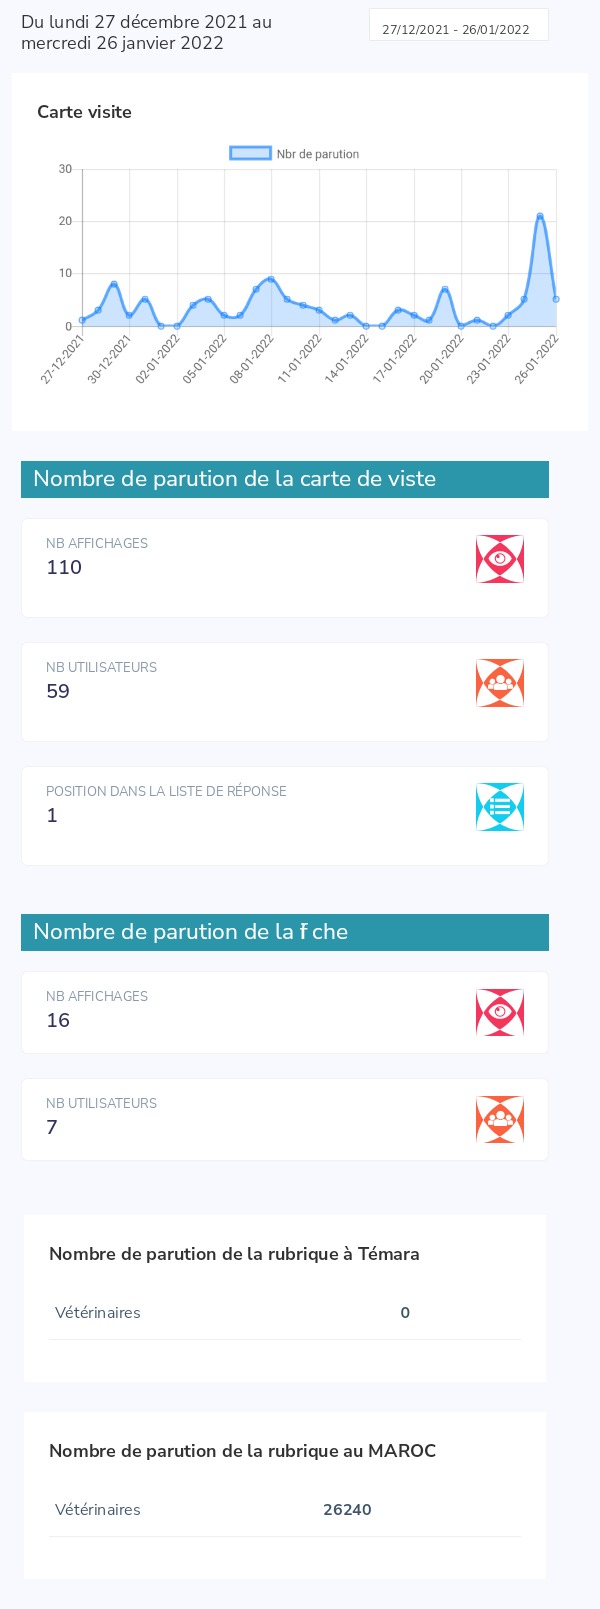 Du lundi 27 décembre 2021 au
mercredi 26 janvier 2022
27/12/2021 - 26/01/2022
Carte visite
Nbr de parution
30
20
10
0
27-12-2021
30-12-2021
02-01-2022
05-01-2022
08-01-2022
11-01-2022
14-01-2022
17-01-2022
20-01-2022
23-01-2022
26-01-2022
Nombre de parution de la carte de viste
NB AFFICHAGES
110
NB UTILISATEURS
59
POSITION DANS LA LISTE DE RÉPONSE
1
Nombre de parution de la f che
NB AFFICHAGES
16
NB UTILISATEURS
7
Nombre de parution de la rubrique à Témara
Vétérinaires 0
Nombre de parution de la rubrique au MAROC
Vétérinaires 26240